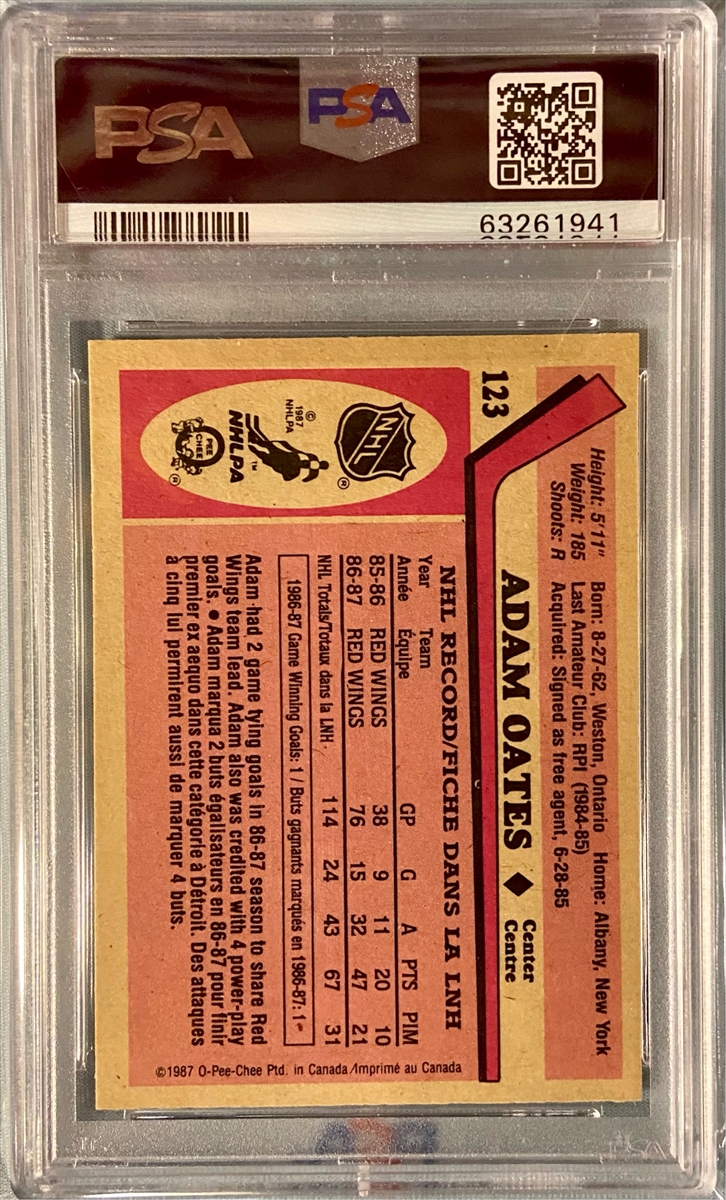 PSA
PSA
63261941
123
Height: 5'11" Born: 8-27-62, Weston, Ontario Home: Albany, New York
Weight: 185 Last Amateur Club: RPI (1984-85)
Shoots: R Acquired: Signed as free agent, 6-28-85
ADAM OATES ♦ Center
Centre
NHL
®
© 1987 NHLPA
NHLPA
™
O PEE CHEE
®
NHL RECORD/FICHE DANS LA LNH
Year Team GP G A PTS PIM
Année Équipe
85-86 RED WINGS 38 9 11 20 10
86-87 RED WINGS 76 15 32 47 21
NHL Totals/Totaux dans la LNH 114 24 43 67 31
1986-87 Game Winning Goals: 1 / Buts gagnants marqués en 1986-87: 1
Adam had 2 game tying goals in 86-87 season to share Red
Wings team lead. Adam also was credited with 4 power-play
goals. • Adam marqua 2 buts égalisateurs en 86-87 pour finir
premier ex aequo dans cette catégorie à Détroit. Des attaques
à cinq lui permirent aussi de marquer 4 buts.
©1987 O-Pee-Chee Ptd. in Canada/Imprimé au Canada